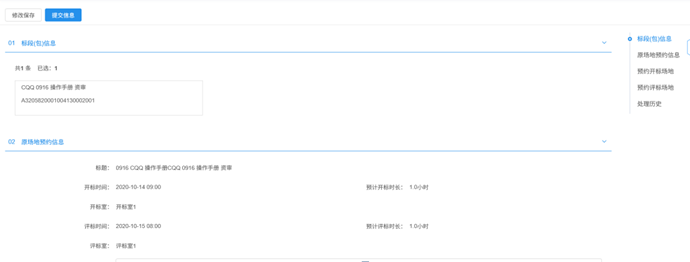 修改保存 提交信息
01 标段(包)信息
共1 条 已选：1
CQQ 0916 操作手册 资审
A3205820001004130002001
02 原场地预约信息
标题： 0916 CQQ 操作手册CQQ 0916 操作手册 资审
开标时间： 2020-10-14 09:00 预计开标时长： 1.0小时
开标室： 开标室1
评标时间： 2020-10-15 08:00 预计评标时长： 1.0小时
评标室： 评标室1
标段(包)信息
原场地预约信息
预约开标场地
预约评标场地
处理历史